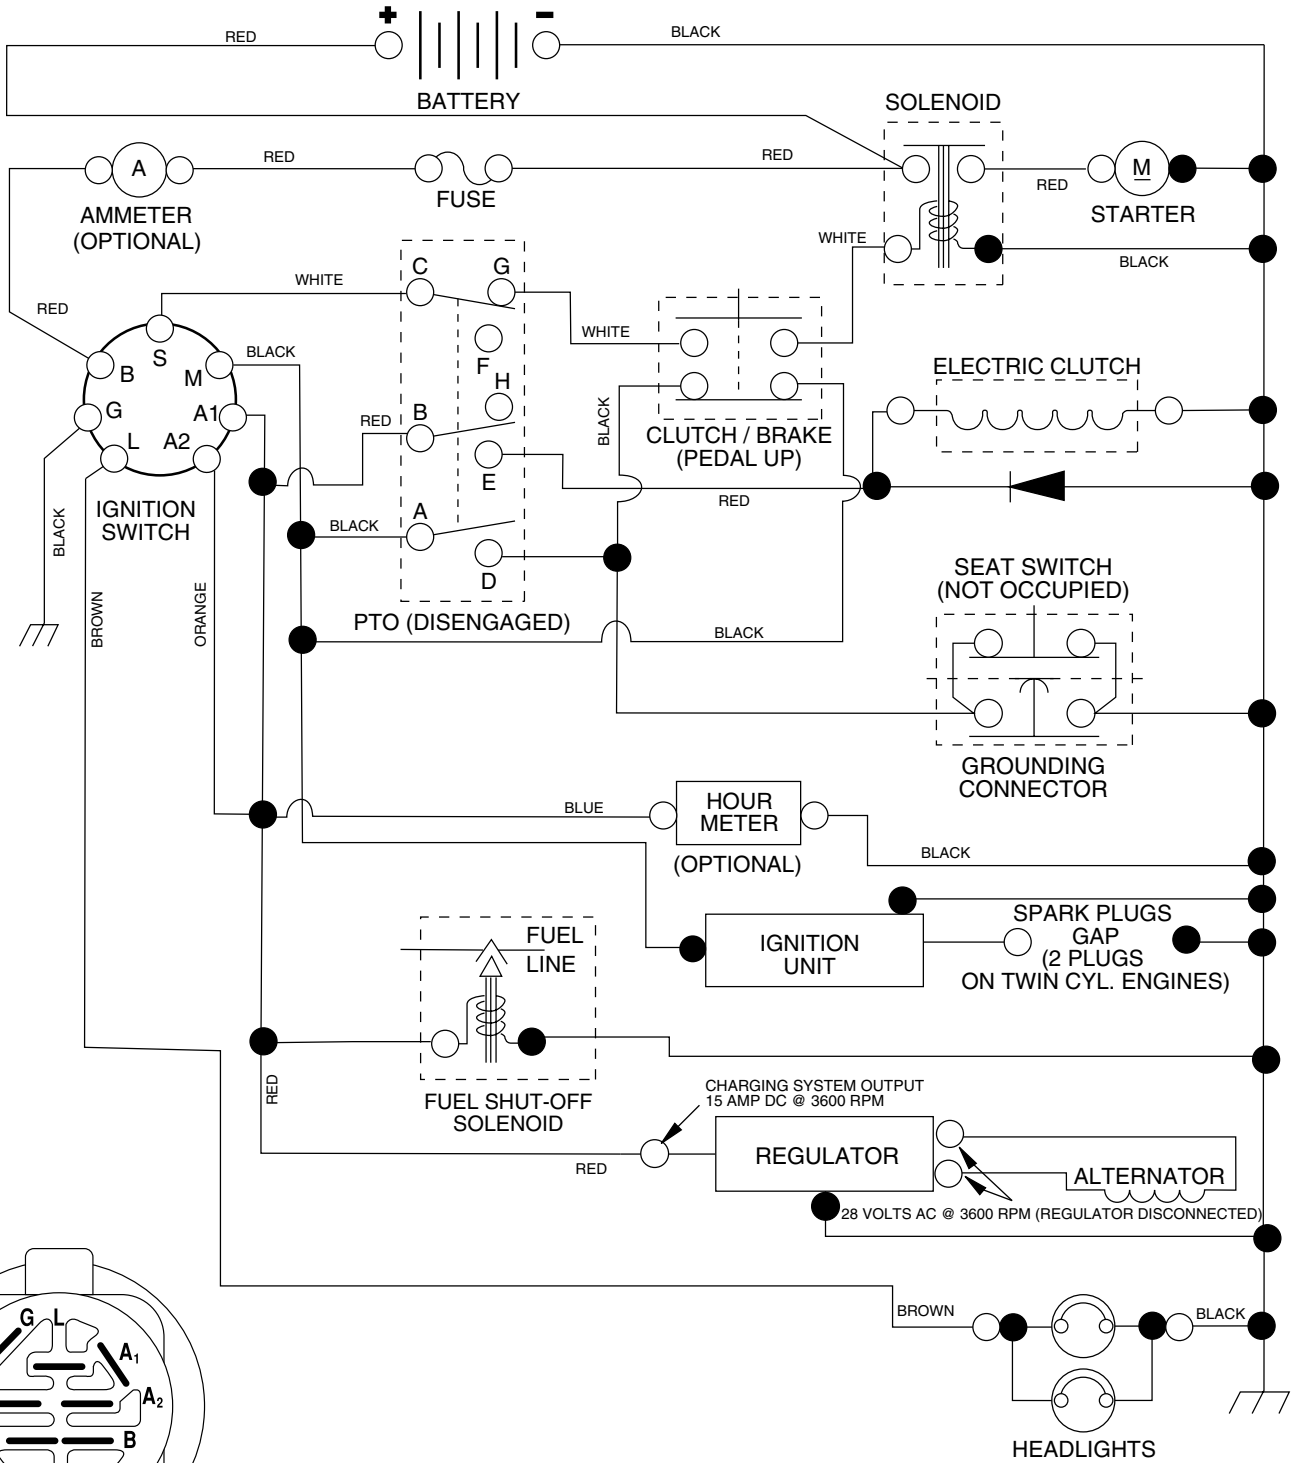 +
−
RED
BLACK
BATTERY
SOLENOID
A
RED
FUSE
RED
RED
M
STARTER
AMMETER
(OPTIONAL)
WHITE
BLACK
C
G
WHITE
RED
WHITE
F
S
B
M
BLACK
H
ELECTRIC CLUTCH
G
A1
RED
B
BLACK
CLUTCH / BRAKE
(PEDAL UP)
L
A2
E
RED
IGNITION
SWITCH
BLACK
BLACK
A
D
SEAT SWITCH
(NOT OCCUPIED)
BROWN
ORANGE
PTO (DISENGAGED)
BLACK
GROUNDING
CONNECTOR
BLUE
HOUR
METER
(OPTIONAL)
BLACK
SPARK PLUGS
GAP
(2 PLUGS
ON TWIN CYL. ENGINES)
IGNITION
UNIT
FUEL
LINE
RED
FUEL SHUT-OFF
SOLENOID
CHARGING SYSTEM OUTPUT
15 AMP DC @ 3600 RPM
RED
REGULATOR
ALTERNATOR
28 VOLTS AC @ 3600 RPM (REGULATOR DISCONNECTED)
BROWN
BLACK
HEADLIGHTS
G
L
A1
A2
B